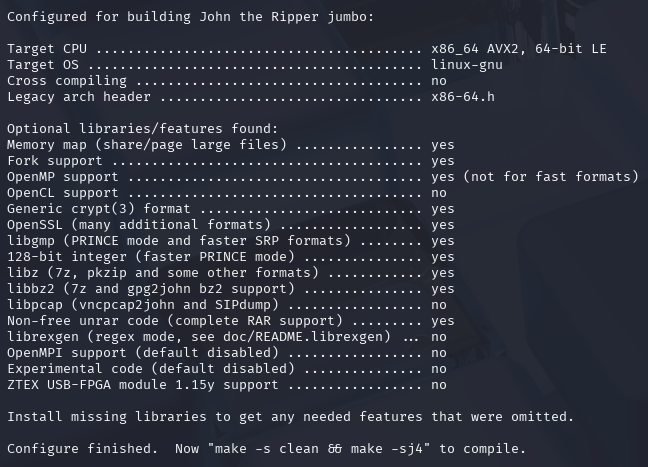 Configured for building John the Ripper jumbo:

Target CPU ......................................... x86_64 AVX2, 64-bit LE
Target OS .......................................... linux-gnu
Cross compiling .................................... no
Legacy arch header ................................. x86-64.h

Optional libraries/features found:
Memory map (share/page large files) ................ yes
Fork support ....................................... yes
OpenMP support ..................................... yes (not for fast formats)
OpenCL support ..................................... no
Generic crypt(3) format ............................ yes
OpenSSL (many additional formats) .................. yes
libgmp (PRINCE mode and faster SRP formats) ........ yes
128-bit integer (faster PRINCE mode) ............... yes
libz (7z, pkzip and some other formats) ............ yes
libbz2 (7z and gpg2john bz2 support) ............... yes
libpcap (vncpcap2john and SIPdump) ................. no
Non-free unrar code (complete RAR support) ......... yes
librexgen (regex mode, see doc/README.librexgen) ... no
OpenMPI support (default disabled) ................. no
Experimental code (default disabled) ............... no
ZTEX USB-FPGA module 1.15y support ................. no

Install missing libraries to get any needed features that were omitted.

Configure finished.  Now "make -s clean && make -sj4" to compile.